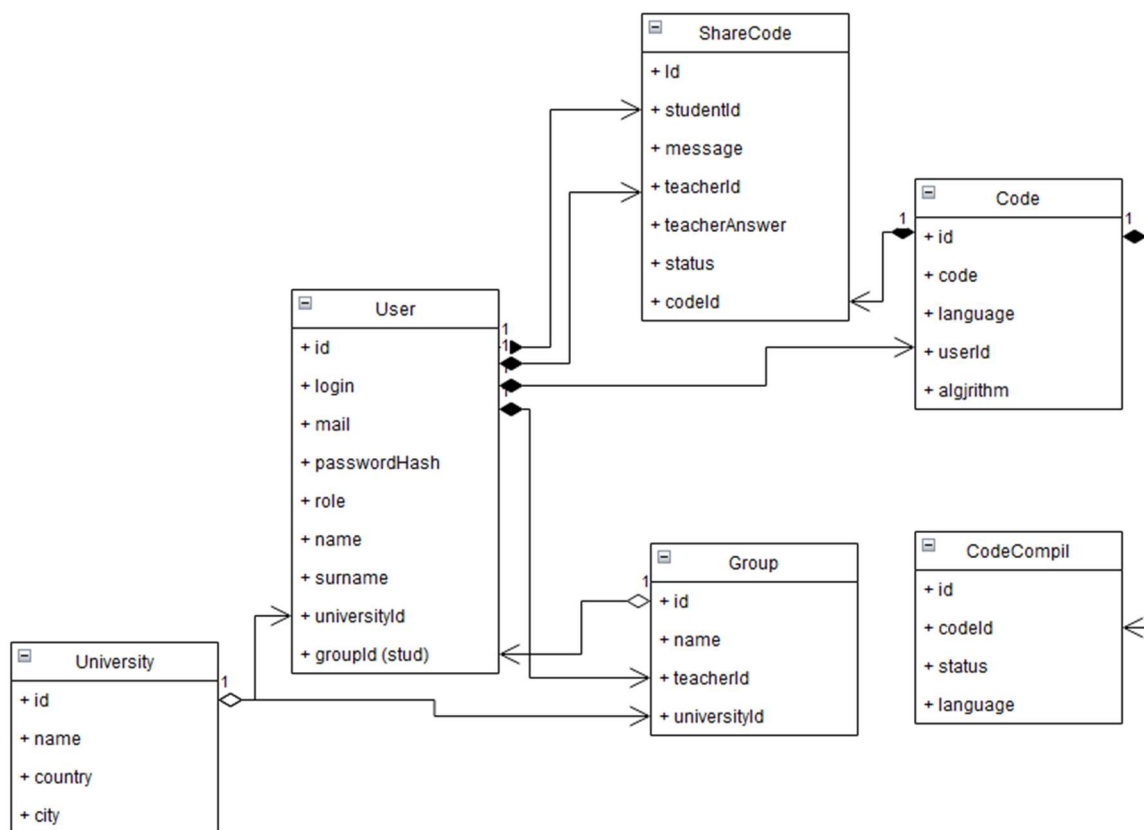 ShareCode
+ Id
+ studentId
+ message
+ teacherId
+ teacherAnswer
+ status
+ codeId
1
Code
1
+ id
+ code
+ language
+ userId
+ algjrithm
User
+ id
+ login
+ mail
+ passwordHash
+ role
+ name
+ surname
+ universityId
+ groupId (stud)
1
1
1
Group
1
+ id
+ name
+ teacherId
+ universityId
CodeCompil
+ id
+ codeId
+ status
+ language
University
1
+ id
+ name
+ country
+ city